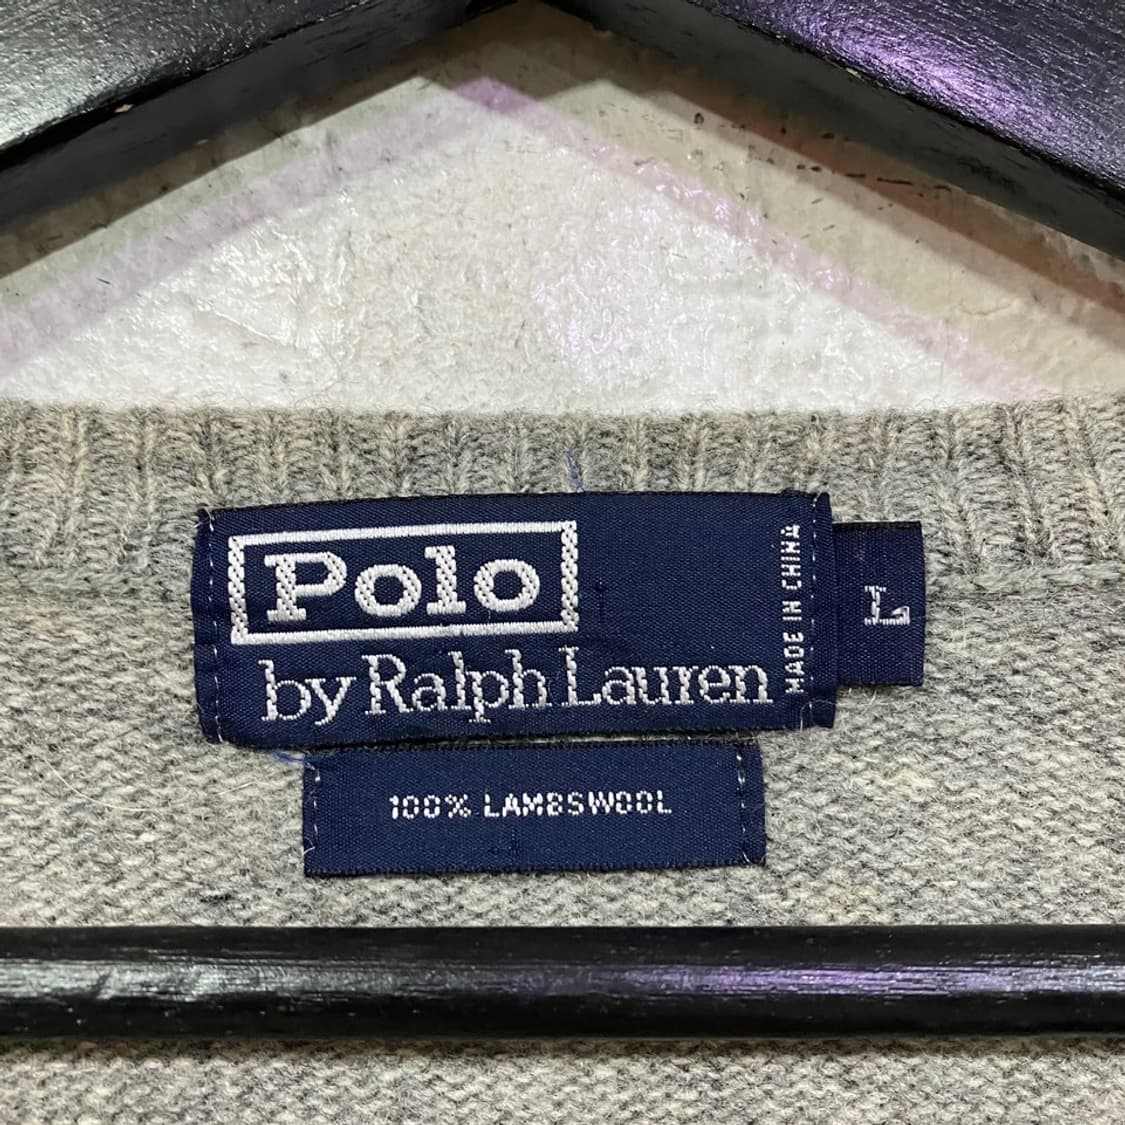 Polo
by Ralph Lauren
MADE IN CHINA
L
100% LAMBSWOOL